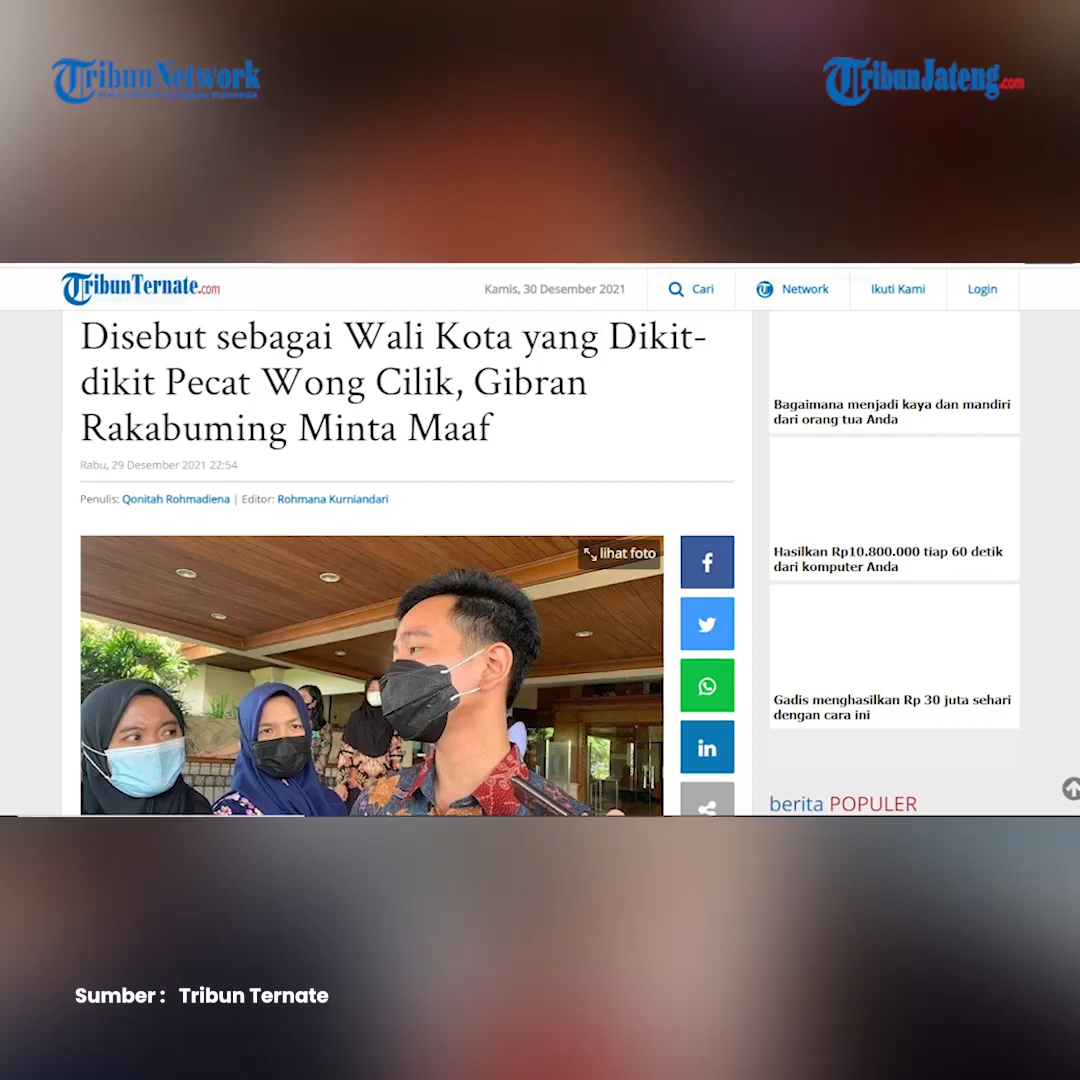 Tribun Network
TribunJateng.com
TribunTernate.com
Kamis, 30 Desember 2021
Cari
Network
Ikuti Kami
Login
Disebut sebagai Wali Kota yang Dikit-
dikit Pecat Wong Cilik, Gibran
Rakabuming Minta Maaf
Rabu, 29 Desember 2021 22:54
Penulis: Qonitah Rohmadiena | Editor: Rohmana Kurniandari
lihat foto
Bagaimana menjadi kaya dan mandiri
dari orang tua Anda
Hasilkan Rp10.800.000 tiap 60 detik
dari komputer Anda
Gadis menghasilkan Rp 30 juta sehari
dengan cara ini
berita POPULER
Sumber : Tribun Ternate